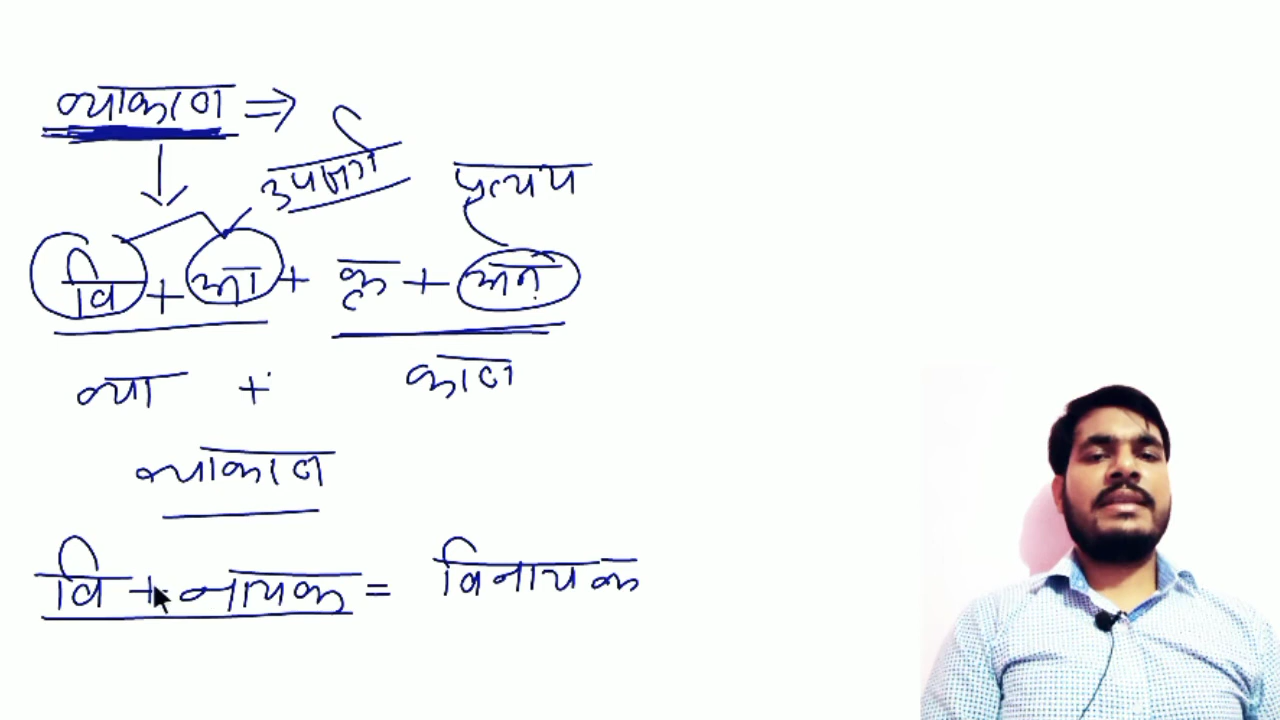 व्याकरण ⇒
उपसर्ग प्रत्यय
वि + आ + कृ + अन
व्या + करण
व्याकरण
वि + नायक = विनायक